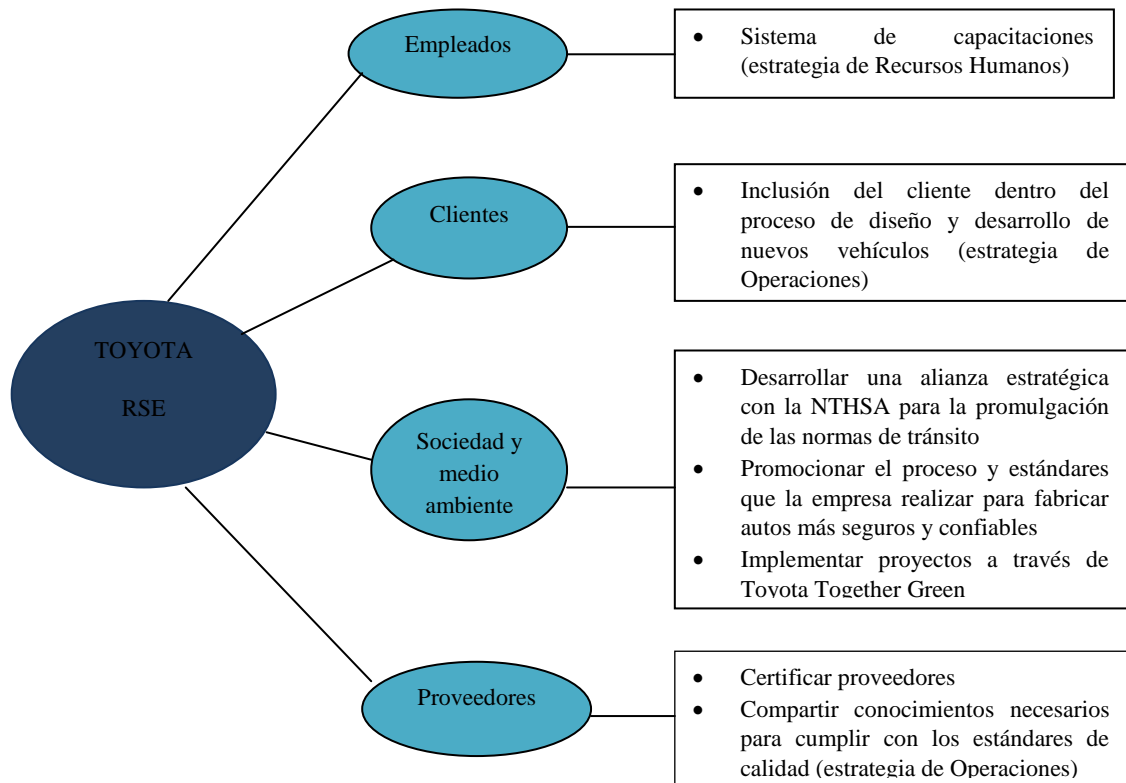 Empleados
• Sistema de capacitaciones
(estrategia de Recursos Humanos)
Clientes
• Inclusión del cliente dentro del
proceso de diseño y desarrollo de
nuevos vehículos (estrategia de
Operaciones)
TOYOTA
RSE
Sociedad y
medio
ambiente
• Desarrollar una alianza estratégica
con la NTHSA para la promulgación
de las normas de tránsito
• Promocionar el proceso y estándares
que la empresa realizar para fabricar
autos más seguros y confiables
• Implementar proyectos a través de
Toyota Together Green
Proveedores
• Certificar proveedores
• Compartir conocimientos necesarios
para cumplir con los estándares de
calidad (estrategia de Operaciones)